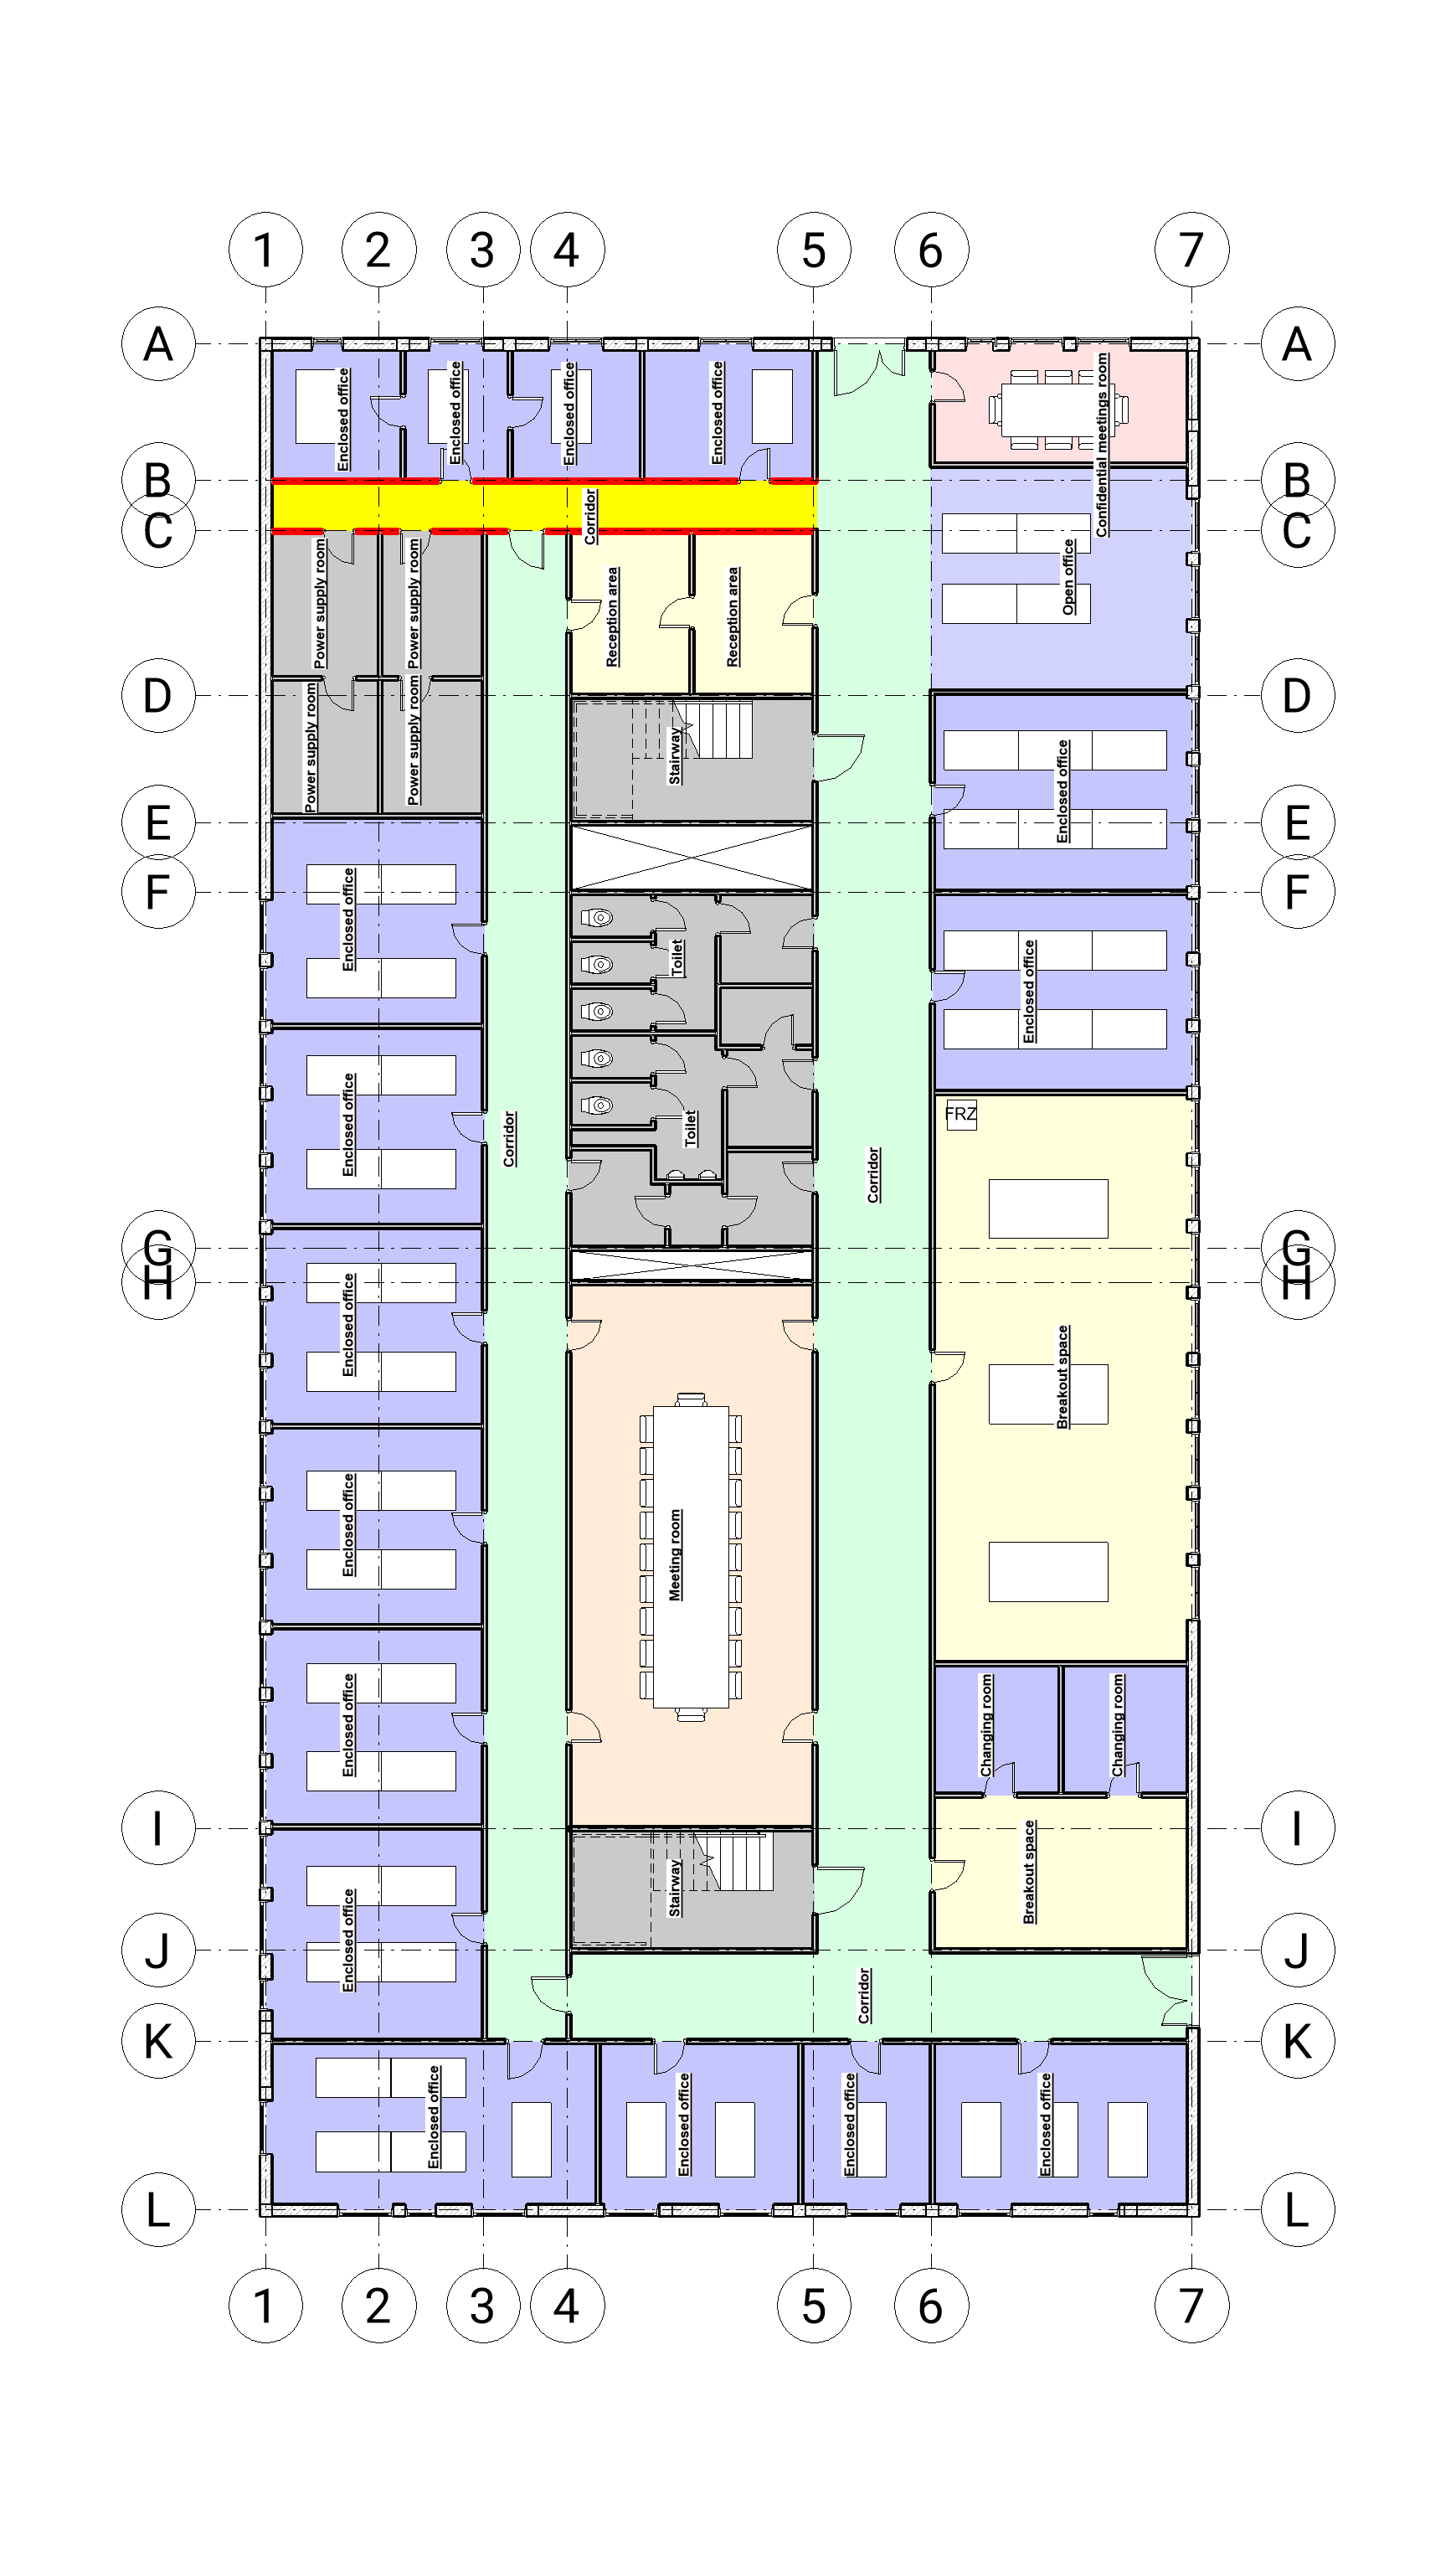 1 2 3 4 5 6 7
A A
Enclosed office Enclosed office Enclosed office Enclosed office Confidential meetings room
B B
Corridor
C C
Power supply room Power supply room Reception area Reception area Open office
D D
Power supply room Power supply room Stairway Enclosed office
E E
F F
Enclosed office Toilet Enclosed office
FRZ
Enclosed office Corridor Toilet Corridor
G G
H H
Enclosed office Breakout space
Enclosed office Meeting room
Enclosed office Changing room Changing room
I I
Enclosed office Stairway Breakout space
J J
Corridor
K K
Enclosed office Enclosed office Enclosed office Enclosed office
L L
1 2 3 4 5 6 7